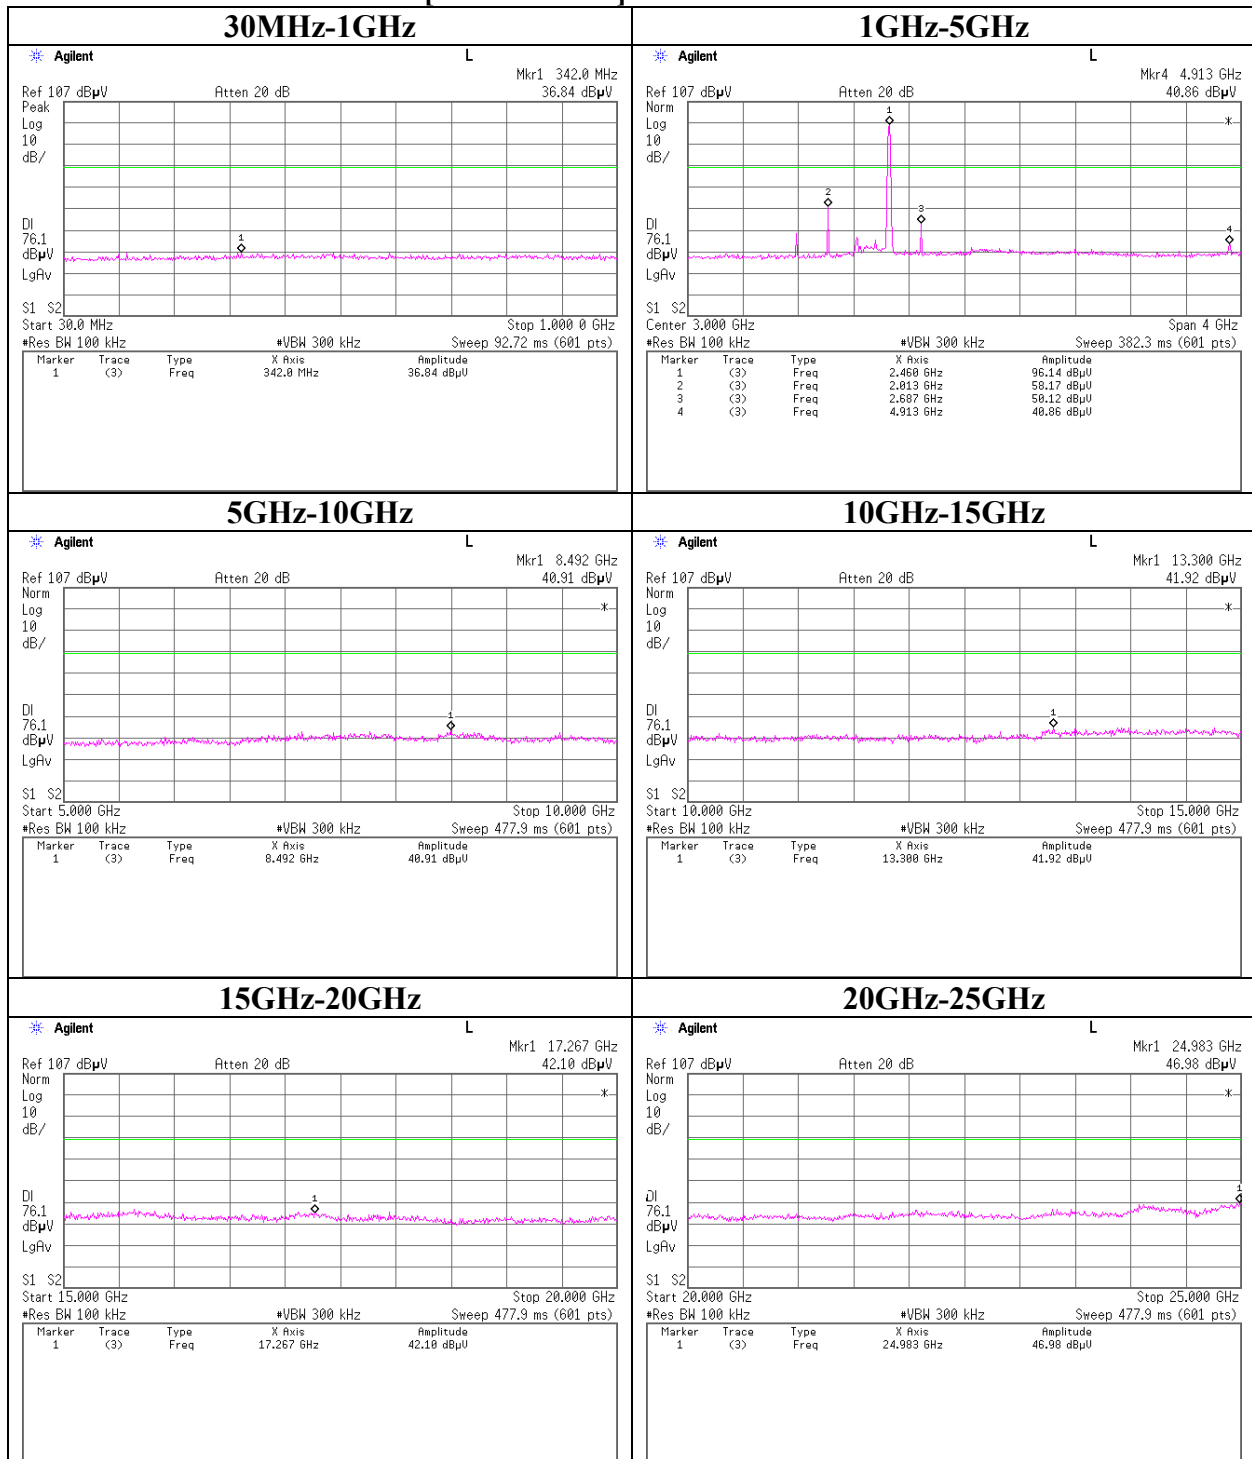 30MHz-1GHz
Agilent L
Mkr1 342.0 MHz
Ref 107 dBµV Atten 20 dB 36.84 dBµV
Peak
Log
10
dB/
1
DI
76.1
dBµV
LgAv
S1 S2
Start 30.0 MHz Stop 1.000 0 GHz
#Res BW 100 kHz #VBW 300 kHz Sweep 92.72 ms (601 pts)
Marker Trace Type X Axis Amplitude
1 (3) Freq 342.0 MHz 36.84 dBµV
1GHz-5GHz
Agilent L
Mkr4 4.913 GHz
Ref 107 dBµV Atten 20 dB 40.86 dBµV
Norm
Log
10
dB/
1
2
3
4
DI
76.1
dBµV
LgAv
S1 S2
Center 3.000 GHz Span 4 GHz
#Res BW 100 kHz #VBW 300 kHz Sweep 382.3 ms (601 pts)
Marker Trace Type X Axis Amplitude
1 (3) Freq 2.460 GHz 96.14 dBµV
2 (3) Freq 2.013 GHz 58.17 dBµV
3 (3) Freq 2.687 GHz 50.12 dBµV
4 (3) Freq 4.913 GHz 40.86 dBµV
5GHz-10GHz
Agilent L
Mkr1 8.492 GHz
Ref 107 dBµV Atten 20 dB 40.91 dBµV
Norm
Log
10
dB/
1
DI
76.1
dBµV
LgAv
S1 S2
Start 5.000 GHz Stop 10.000 GHz
#Res BW 100 kHz #VBW 300 kHz Sweep 477.9 ms (601 pts)
Marker Trace Type X Axis Amplitude
1 (3) Freq 8.492 GHz 40.91 dBµV
10GHz-15GHz
Agilent L
Mkr1 13.300 GHz
Ref 107 dBµV Atten 20 dB 41.92 dBµV
Norm
Log
10
dB/
1
DI
76.1
dBµV
LgAv
S1 S2
Start 10.000 GHz Stop 15.000 GHz
#Res BW 100 kHz #VBW 300 kHz Sweep 477.9 ms (601 pts)
Marker Trace Type X Axis Amplitude
1 (3) Freq 13.300 GHz 41.92 dBµV
15GHz-20GHz
Agilent L
Mkr1 17.267 GHz
Ref 107 dBµV Atten 20 dB 42.10 dBµV
Norm
Log
10
dB/
1
DI
76.1
dBµV
LgAv
S1 S2
Start 15.000 GHz Stop 20.000 GHz
#Res BW 100 kHz #VBW 300 kHz Sweep 477.9 ms (601 pts)
Marker Trace Type X Axis Amplitude
1 (3) Freq 17.267 GHz 42.10 dBµV
20GHz-25GHz
Agilent L
Mkr1 24.983 GHz
Ref 107 dBµV Atten 20 dB 46.98 dBµV
Norm
Log
10
dB/
1
DI
76.1
dBµV
LgAv
S1 S2
Start 20.000 GHz Stop 25.000 GHz
#Res BW 100 kHz #VBW 300 kHz Sweep 477.9 ms (601 pts)
Marker Trace Type X Axis Amplitude
1 (3) Freq 24.983 GHz 46.98 dBµV